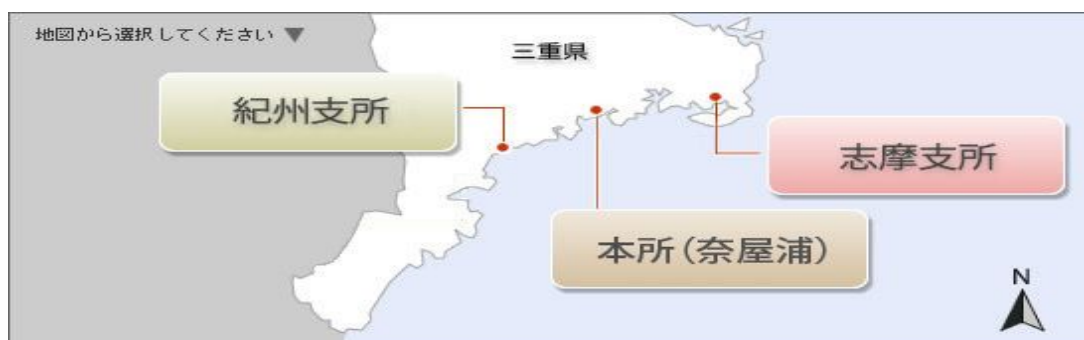 地図から選択してください ▼
三重県
紀州支所
志摩支所
本所(奈屋浦)
N